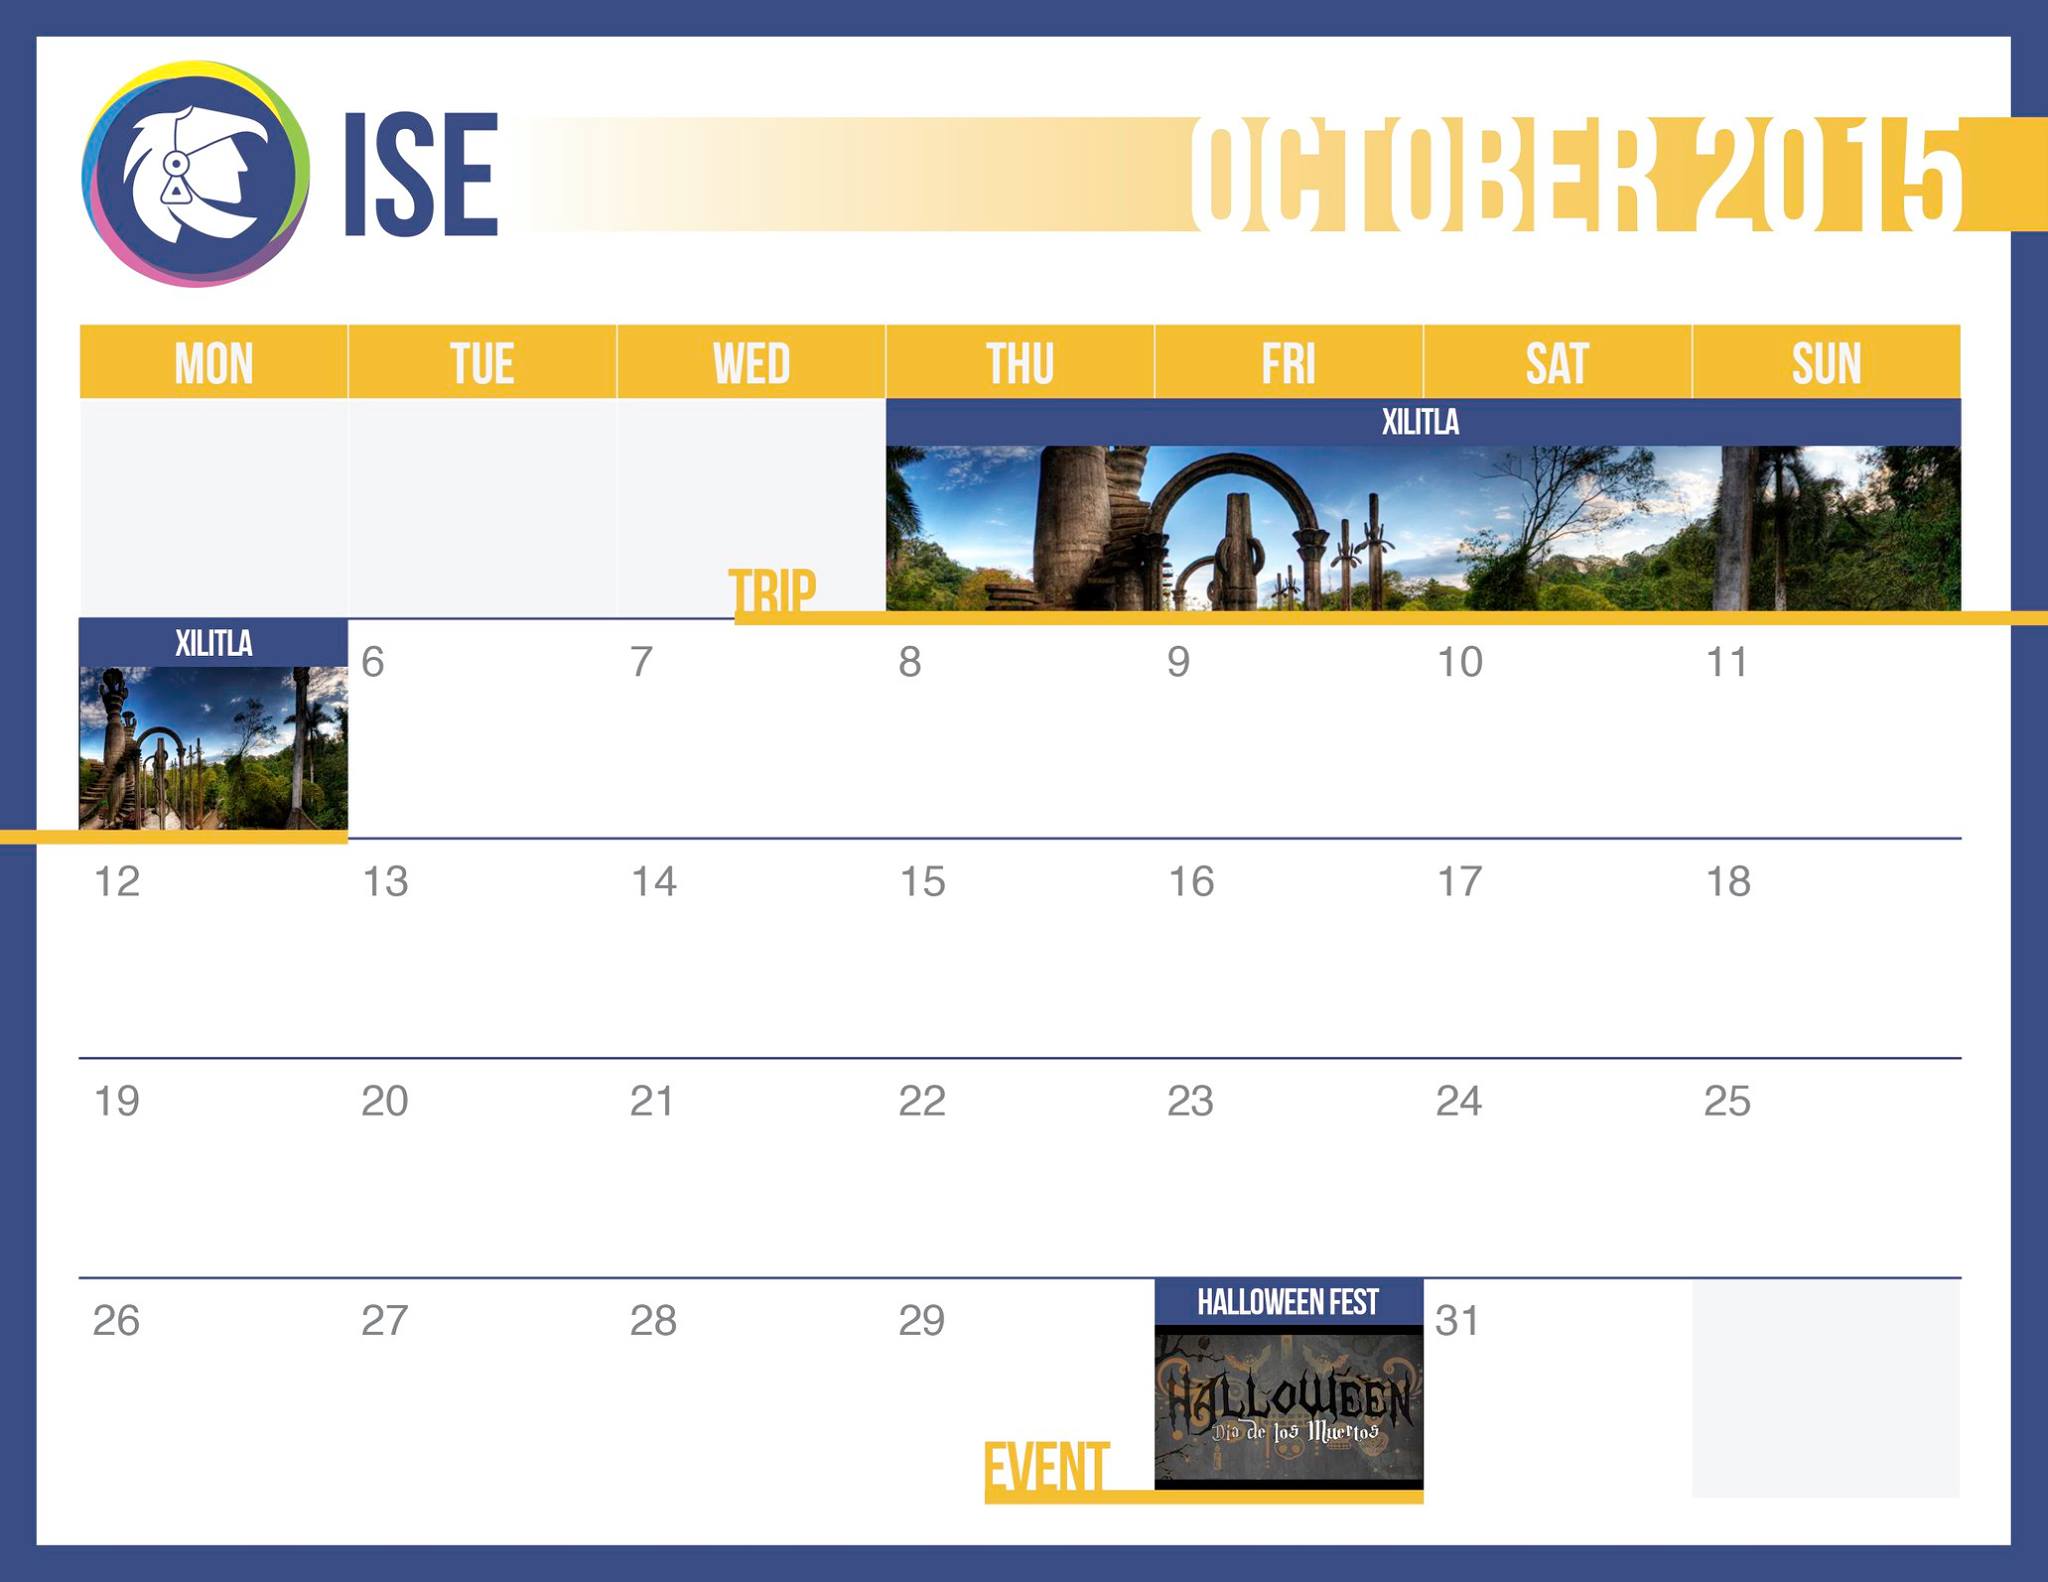 ISE
OCTOBER 2015
MON TUE WED THU FRI SAT SUN
XILITLA
TRIP
XILITLA
6 7 8 9 10 11
12 13 14 15 16 17 18
19 20 21 22 23 24 25
HALLOWEEN FEST
26 27 28 29 31
HALLOWEEN
Día de los Muertos
EVENT